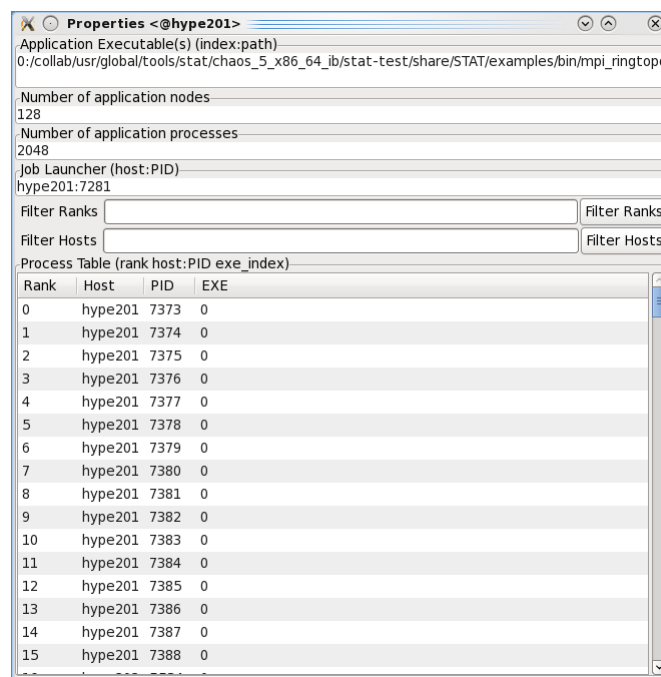 Properties <@hype201>
Application Executable(s) (index:path)
0:/collab/usr/global/tools/stat/chaos_5_x86_64_ib/stat-test/share/STAT/examples/bin/mpi_ringtopo
Number of application nodes
128
Number of application processes
2048
Job Launcher (host:PID)
hype201:7281
Filter Ranks Filter Ranks
Filter Hosts Filter Hosts
Process Table (rank host:PID exe_index)
Rank Host PID EXE
0 hype201 7373 0
1 hype201 7374 0
2 hype201 7375 0
3 hype201 7376 0
4 hype201 7377 0
5 hype201 7378 0
6 hype201 7379 0
7 hype201 7380 0
8 hype201 7381 0
9 hype201 7382 0
10 hype201 7383 0
11 hype201 7384 0
12 hype201 7385 0
13 hype201 7386 0
14 hype201 7387 0
15 hype201 7388 0